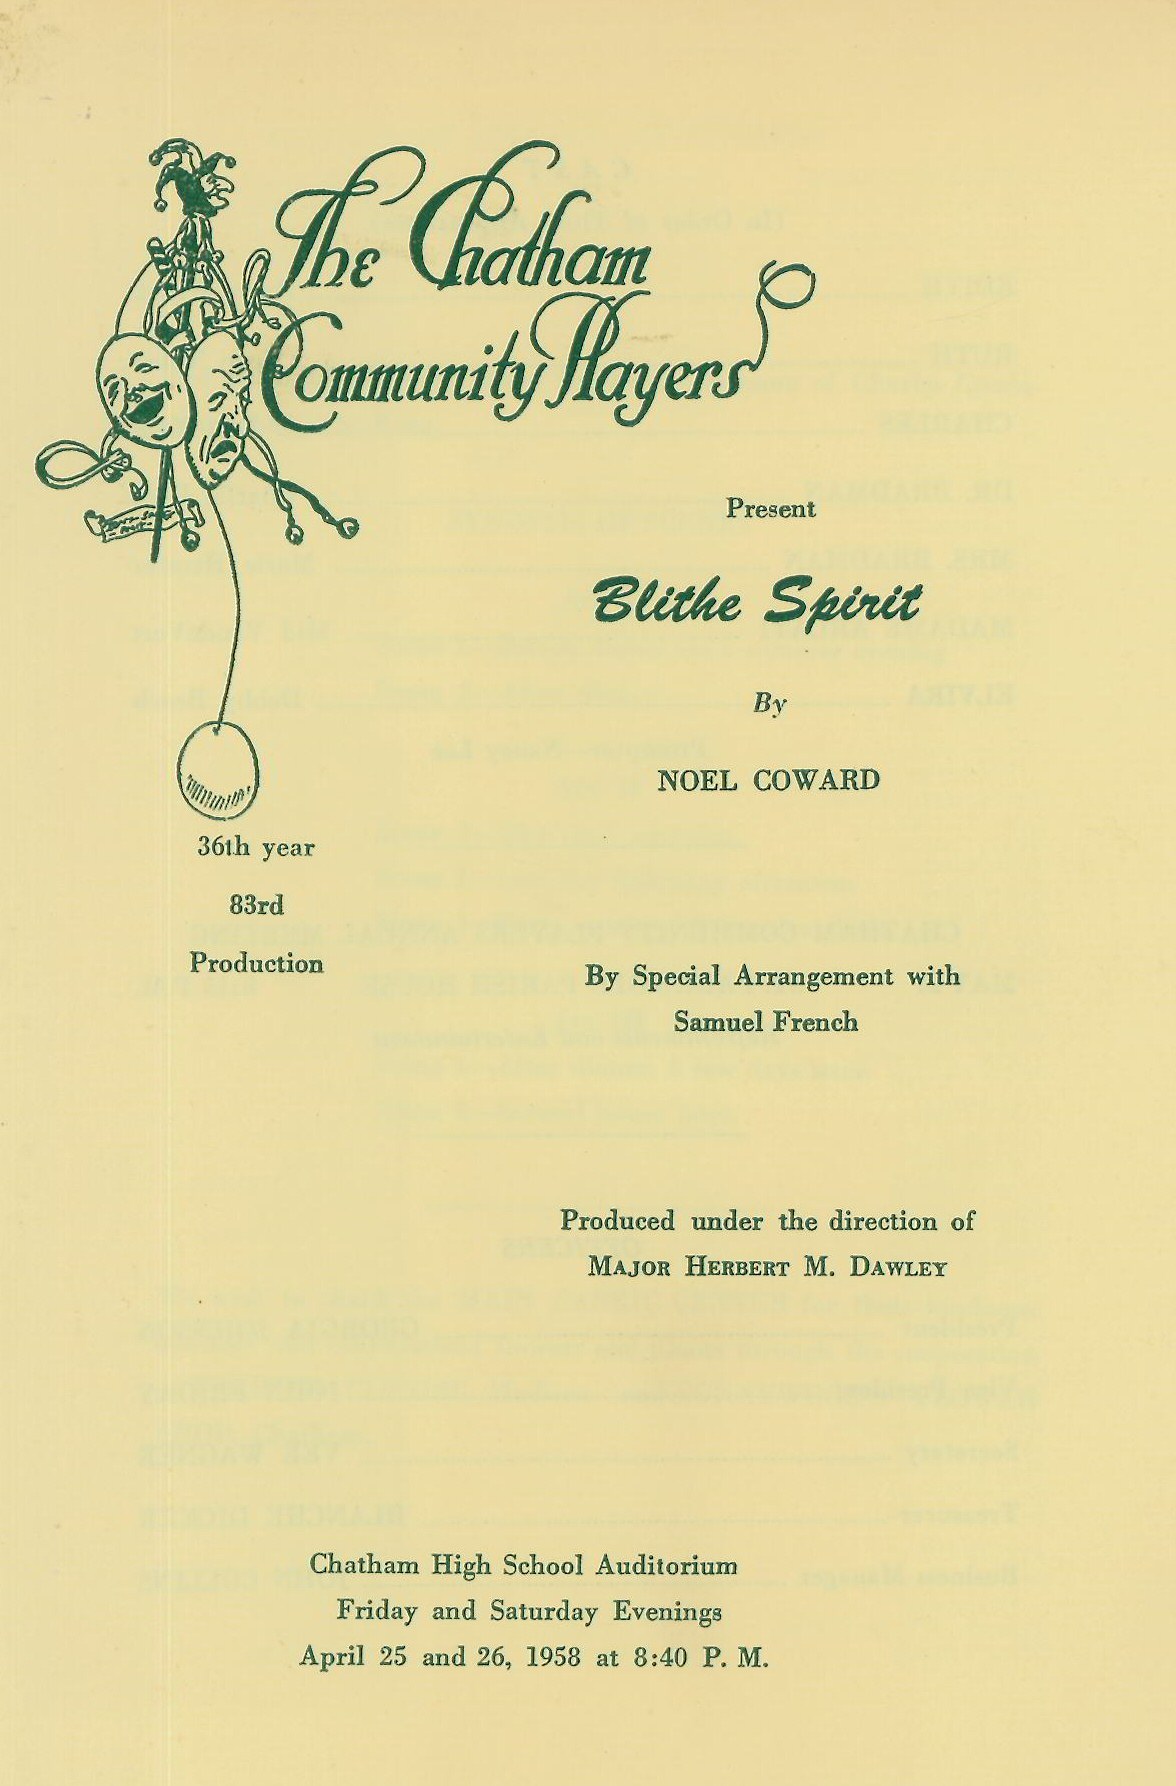 The Chatham
Community Players
Present
Blithe Spirit
By
NOEL COWARD
36th year
83rd
Production
By Special Arrangement with
Samuel French
Produced under the direction of
MAJOR HERBERT M. DAWLEY
Chatham High School Auditorium
Friday and Saturday Evenings
April 25 and 26, 1958 at 8:40 P. M.